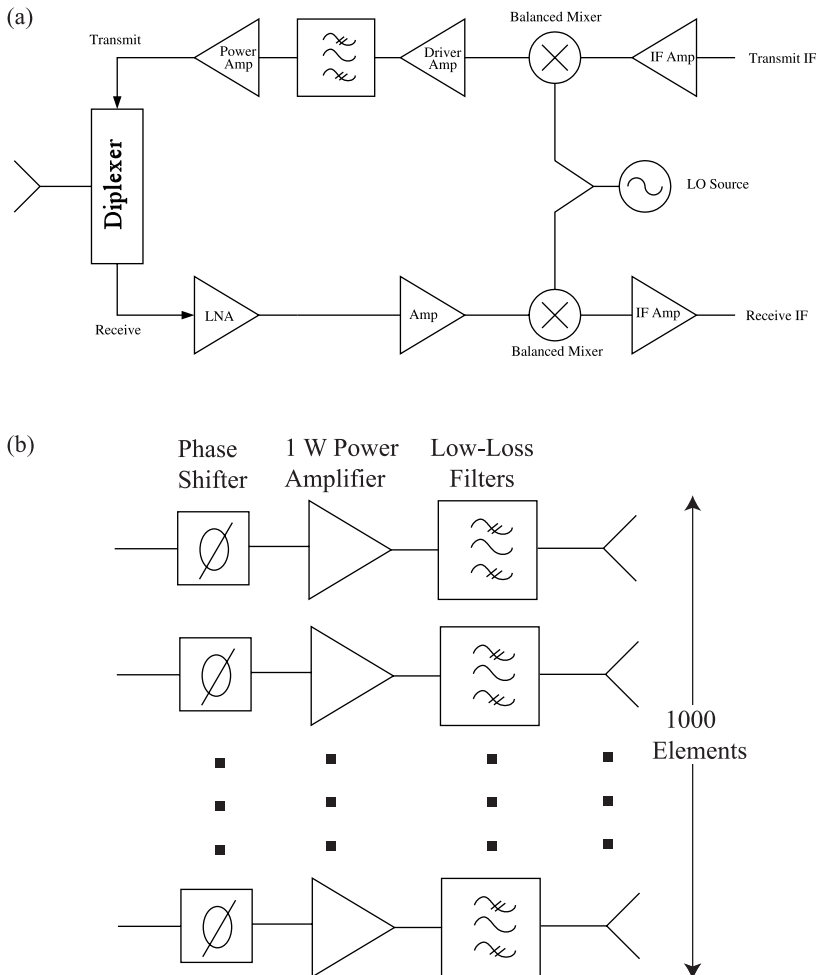 (a)
Balanced Mixer
Transmit
Power
Amp
Driver
Amp
IF Amp
Transmit IF
Diplexer
LO Source
LNA
Amp
IF Amp
Receive IF
Receive
Balanced Mixer
(b)
Phase
Shifter
1 W Power
Amplifier
Low-Loss
Filters
1000
Elements